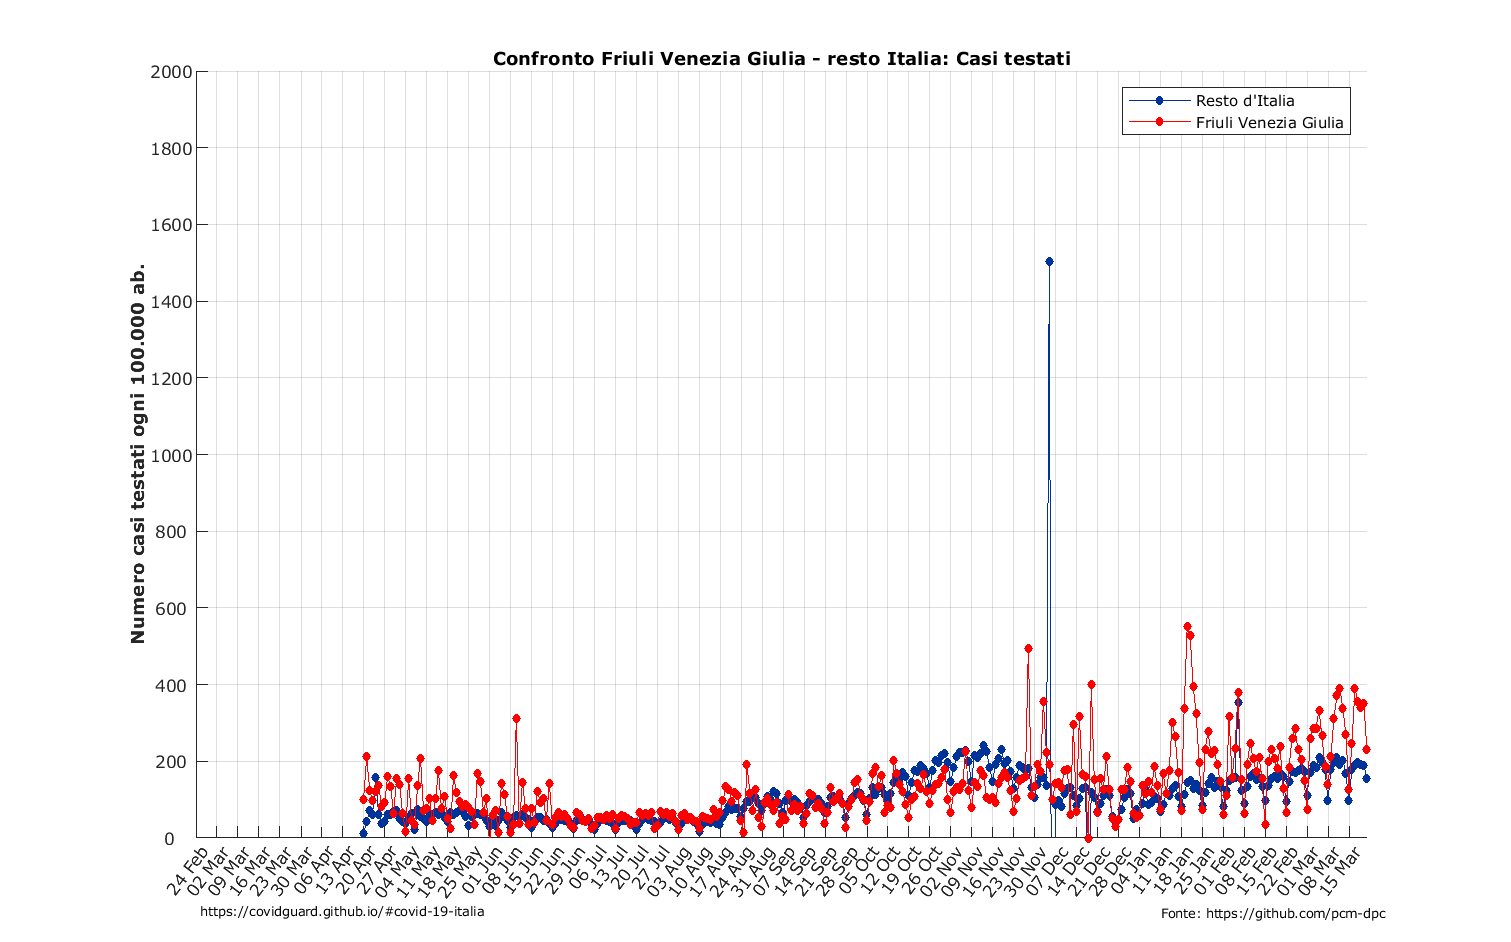 Confronto Friuli Venezia Giulia - resto Italia: Casi testati
Resto d'Italia
Friuli Venezia Giulia
Numero casi testati ogni 100.000 ab.
2000
1800
1600
1400
1200
1000
800
600
400
200
0
24 Feb
02 Mar
09 Mar
16 Mar
23 Mar
30 Mar
06 Apr
13 Apr
20 Apr
27 Apr
04 May
11 May
18 May
25 May
01 Jun
08 Jun
15 Jun
22 Jun
29 Jun
06 Jul
13 Jul
20 Jul
27 Jul
03 Aug
10 Aug
17 Aug
24 Aug
31 Aug
07 Sep
14 Sep
21 Sep
28 Sep
05 Oct
12 Oct
19 Oct
26 Oct
02 Nov
09 Nov
16 Nov
23 Nov
30 Nov
07 Dec
14 Dec
21 Dec
28 Dec
04 Jan
11 Jan
18 Jan
25 Jan
01 Feb
08 Feb
15 Feb
22 Feb
01 Mar
08 Mar
15 Mar
https://covidguard.github.io/#covid-19-italia
Fonte: https://github.com/pcm-dpc